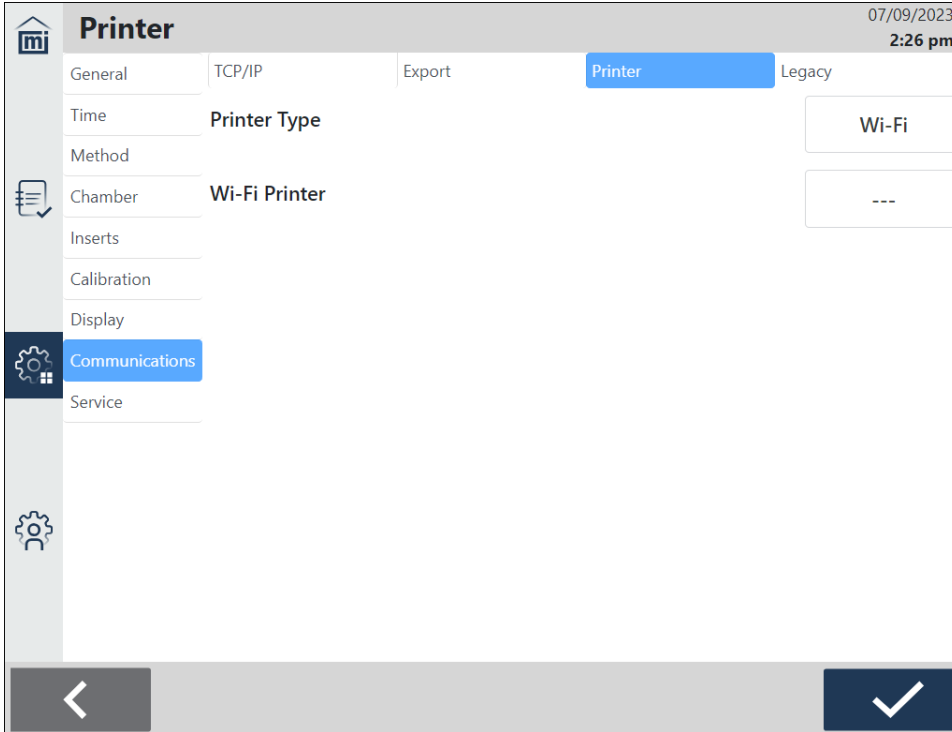 mi
Printer
07/09/2023
2:26 pm
General
Time
Method
Chamber
Inserts
Calibration
Display
Communications
Service
TCP/IP
Export
Printer
Legacy
Printer Type
Wi-Fi
Wi-Fi Printer
---